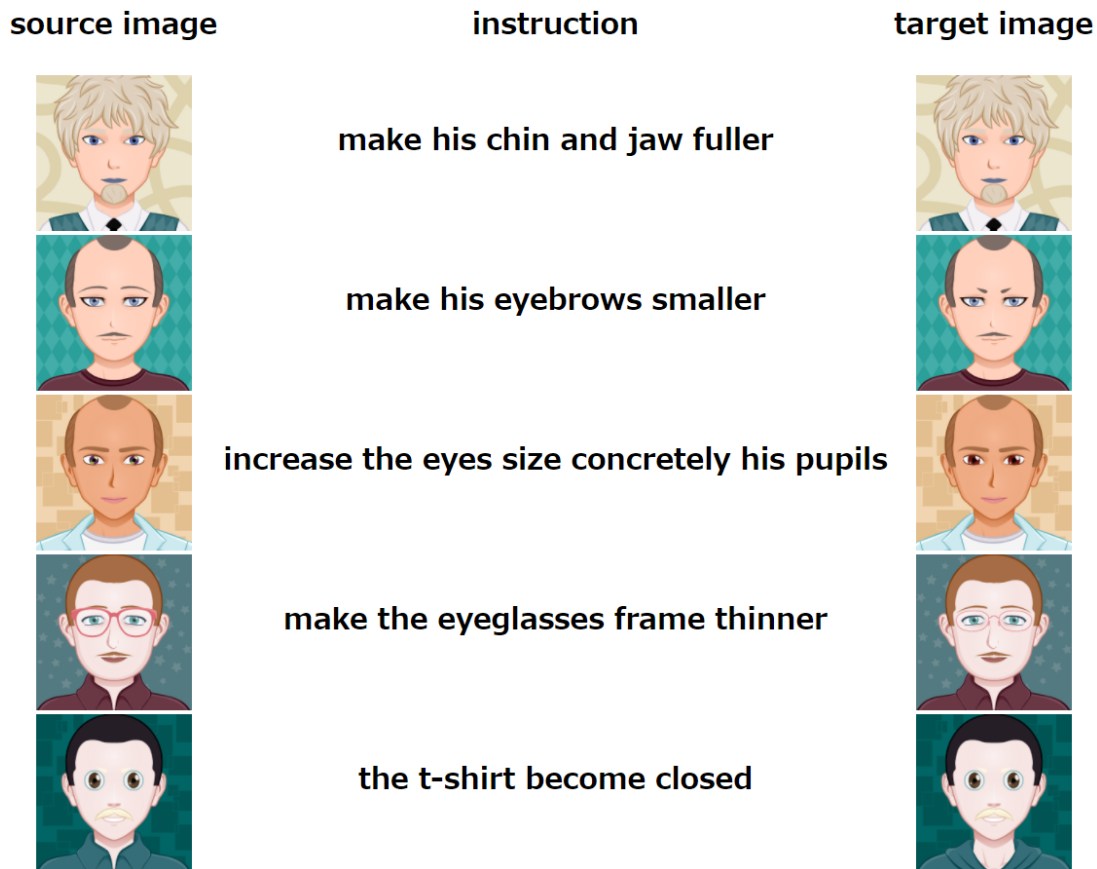 source image
instruction
target image
make his chin and jaw fuller
make his eyebrows smaller
increase the eyes size concretely his pupils
make the eyeglasses frame thinner
the t-shirt become closed